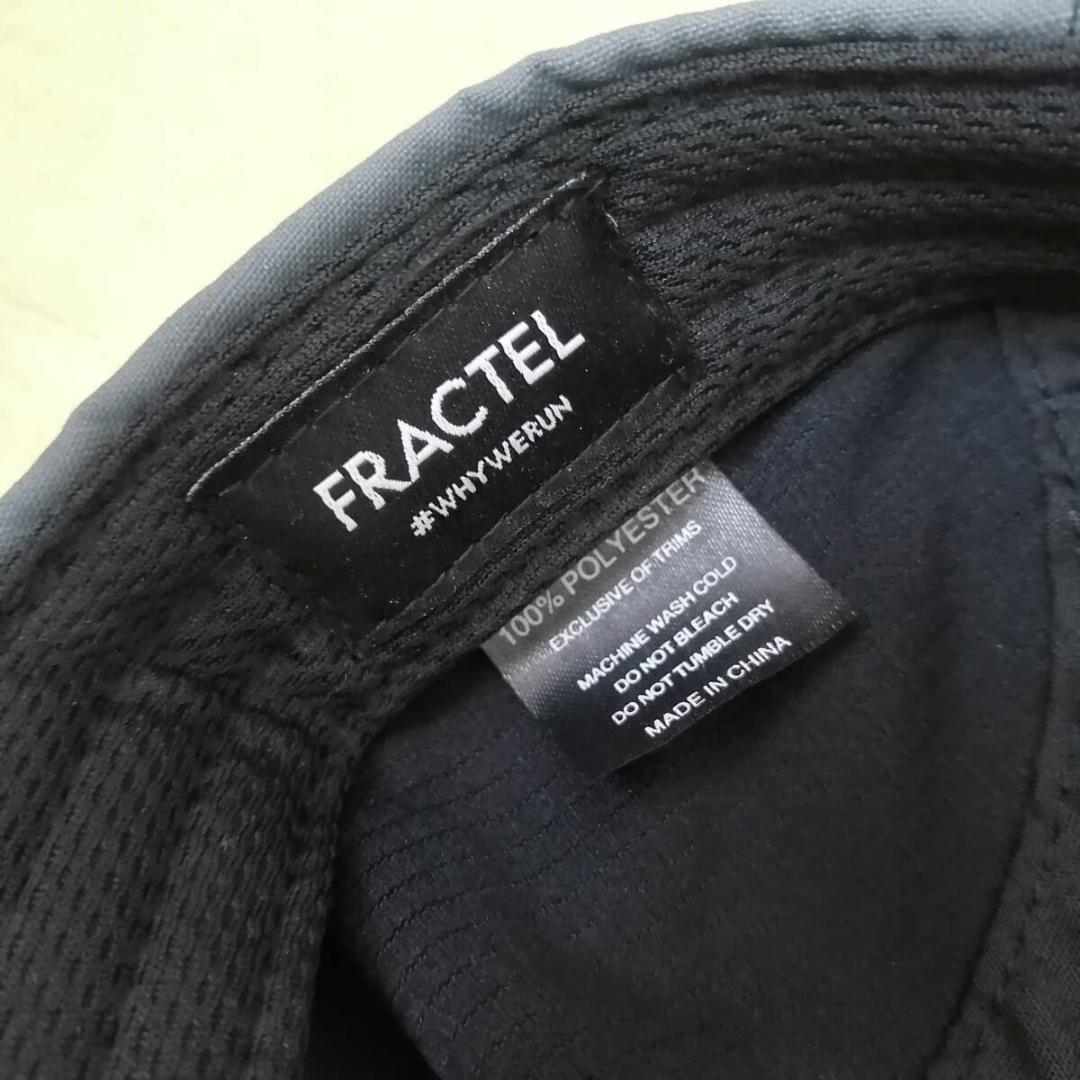 FRACTEL
#WHYWERUN
100% POLYESTER
EXCLUSIVE OF TRIMS
MACHINE WASH COLD
DO NOT BLEACH
DO NOT TUMBLE DRY
MADE IN CHINA